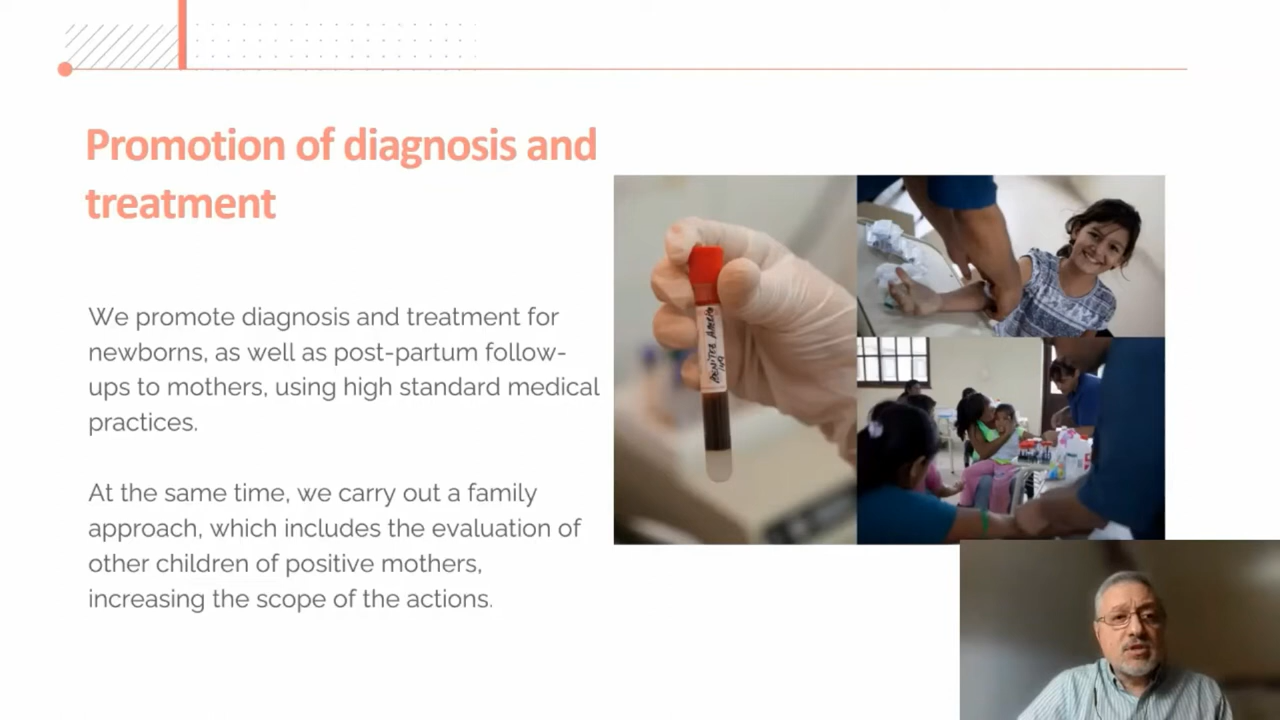 Promotion of diagnosis and
treatment
We promote diagnosis and treatment for
newborns, as well as post-partum follow-
ups to mothers, using high standard medical
practices.
At the same time, we carry out a family
approach, which includes the evaluation of
other children of positive mothers,
increasing the scope of the actions.